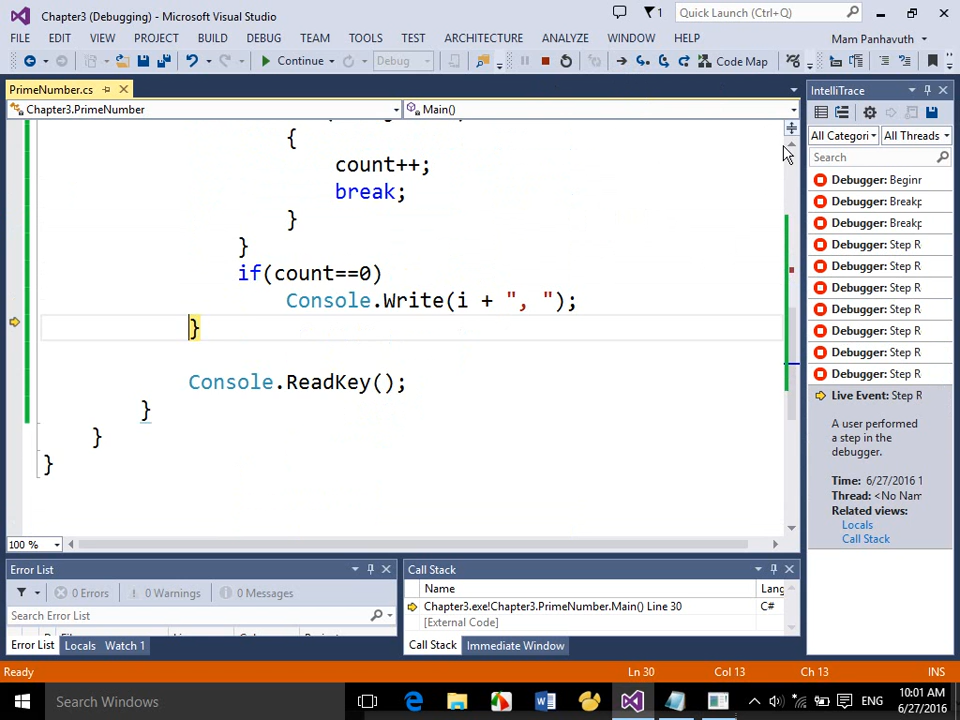 Chapter3 (Debugging) - Microsoft Visual Studio
1
Quick Launch (Ctrl+Q)
FILE EDIT VIEW PROJECT BUILD DEBUG TEAM TOOLS TEST ARCHITECTURE ANALYZE WINDOW HELP
Mam Panhavuth
Continue
Debug
Code Map
PrimeNumber.cs
Chapter3.PrimeNumber
Main()
{
count++;
break;
}
}
if(count==0)
Console.Write(i + ", ");
}
Console.ReadKey();
}
}
}
100 %
IntelliTrace
All Categori
All Threads
Search
Debugger: Beginr
Debugger: Breakp
Debugger: Breakp
Debugger: Step R
Debugger: Step R
Debugger: Step R
Debugger: Step R
Debugger: Step R
Debugger: Step R
Debugger: Step R
Live Event: Step R
A user performed
a step in the
debugger.
Time: 6/27/2016 1
Thread: <No Nam
Related views:
Locals
Call Stack
Error List
0 Errors
0 Warnings
0 Messages
Search Error List
Error List Locals Watch 1
Call Stack
Name
Lang
Chapter3.exe!Chapter3.PrimeNumber.Main() Line 30
C#
[External Code]
Call Stack Immediate Window
Ready
Ln 30
Col 13
Ch 13
INS
Search Windows
ENG
10:01 AM
6/27/2016